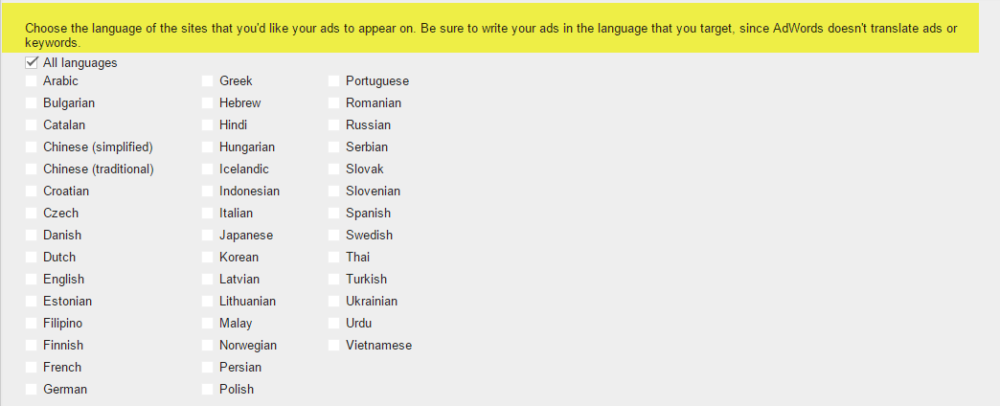 Choose the language of the sites that you'd like your ads to appear on. Be sure to write your ads in the language that you target, since AdWords doesn't translate ads or
keywords.
All languages
Arabic
Bulgarian
Catalan
Chinese (simplified)
Chinese (traditional)
Croatian
Czech
Danish
Dutch
English
Estonian
Filipino
Finnish
French
German
Greek
Hebrew
Hindi
Hungarian
Icelandic
Indonesian
Italian
Japanese
Korean
Latvian
Lithuanian
Malay
Norwegian
Persian
Polish
Portuguese
Romanian
Russian
Serbian
Slovak
Slovenian
Spanish
Swedish
Thai
Turkish
Ukrainian
Urdu
Vietnamese